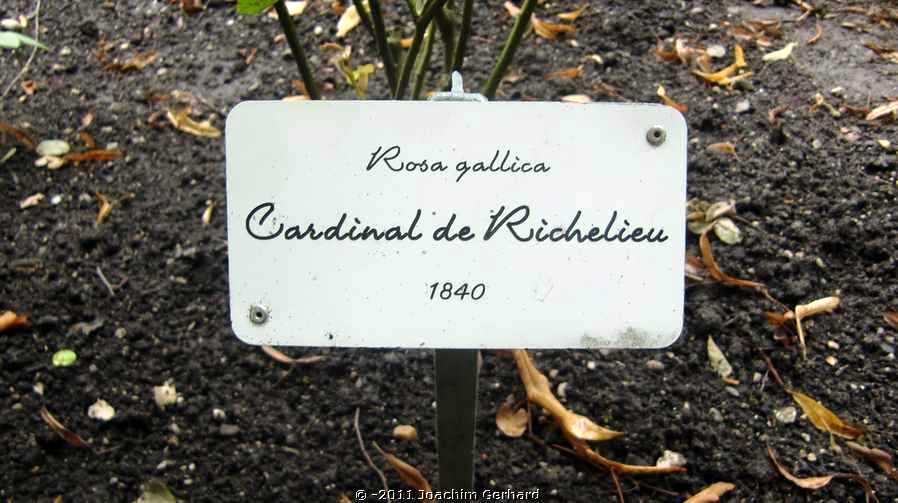 Rosa gallica
Cardinal de Richelieu
1840
© -2011 Joachim Gerhard